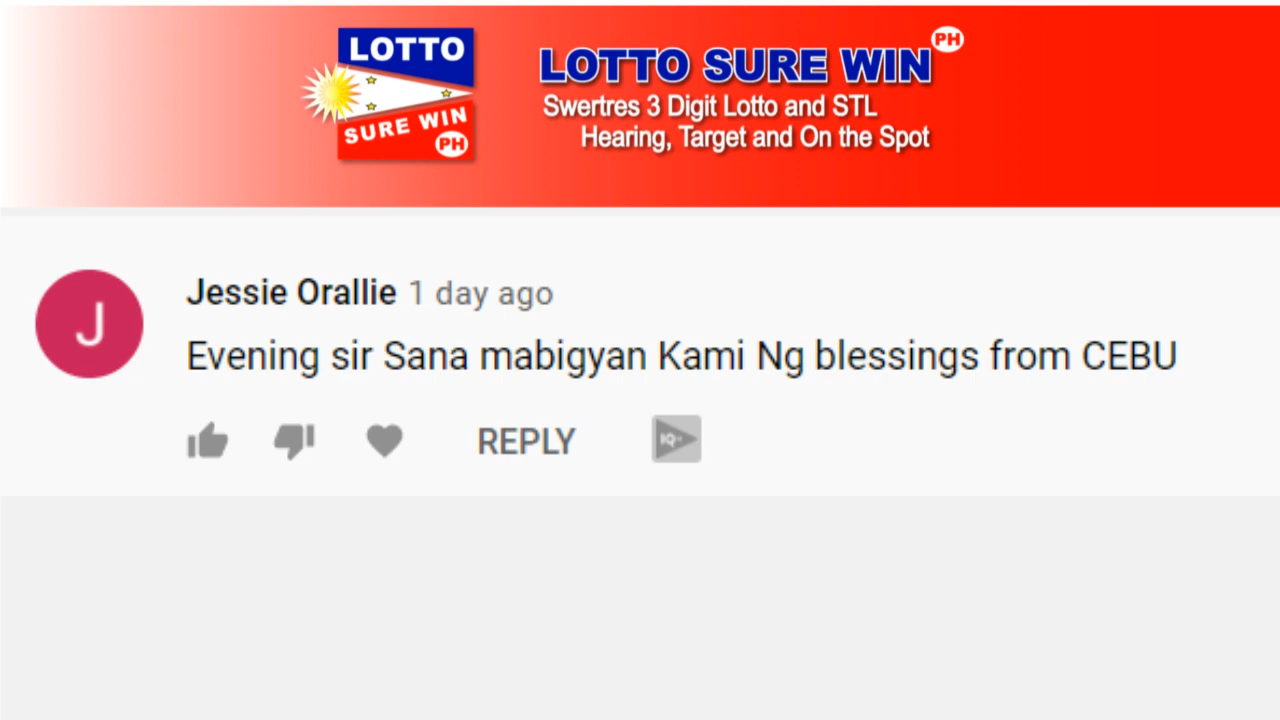 LOTTO
SURE WIN
PH
LOTTO SURE WIN PH
Swertres 3 Digit Lotto and STL
Hearing, Target and On the Spot
J
Jessie Orallie 1 day ago
Evening sir Sana mabigyan Kami Ng blessings from CEBU
REPLY
IQ